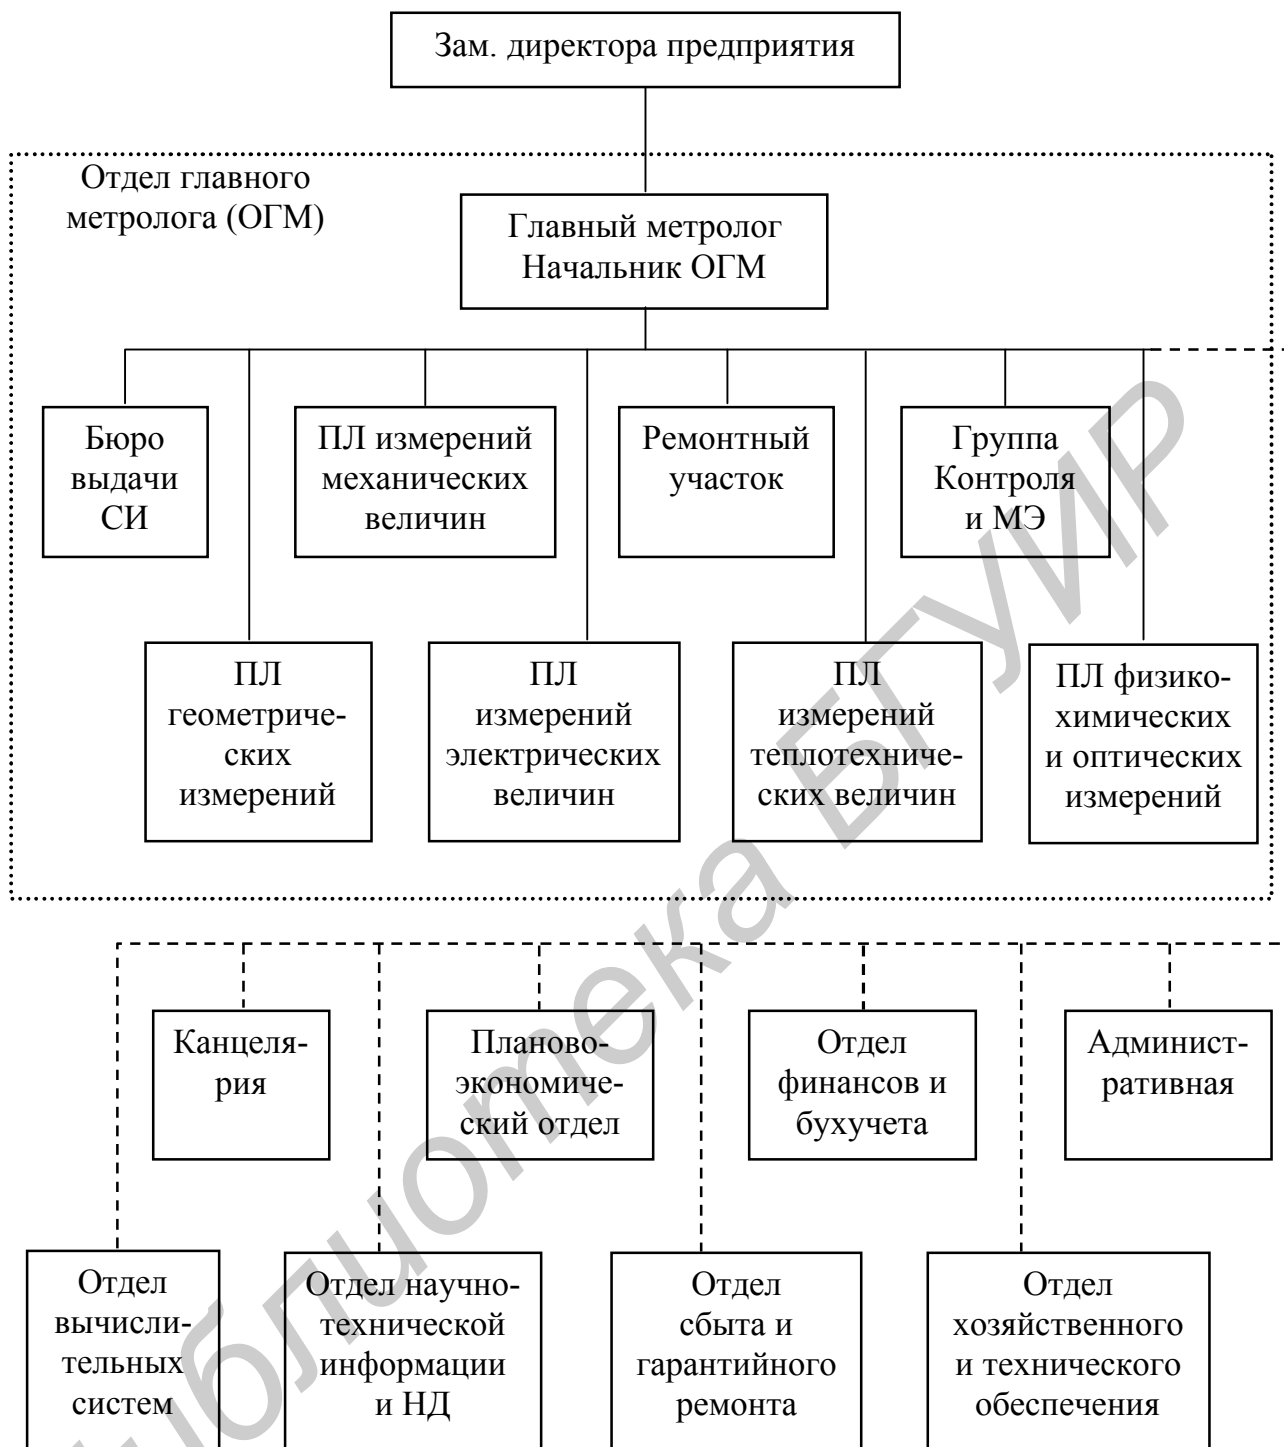 Зам. директора предприятия
Отдел главного
метролога (ОГМ)
Главный метролог
Начальник ОГМ
Бюро
выдачи
СИ
ПЛ измерений
механических
величин
Ремонтный
участок
Группа
Контроля
и МЭ
ПЛ
геометриче-
ских
измерений
ПЛ
измерений
электрических
величин
ПЛ
измерений
теплотехниче-
ских величин
ПЛ физико-
химических
и оптических
измерений
Канцеля-
рия
Планово-
экономиче-
ский отдел
Отдел
финансов и
бухучета
Админист-
ративная
Отдел
вычисли-
тельных
систем
Отдел научно-
технической
информации
и НД
Отдел
сбыта и
гарантийного
ремонта
Отдел
хозяйственного
и технического
обеспечения
блиотека БГУИР